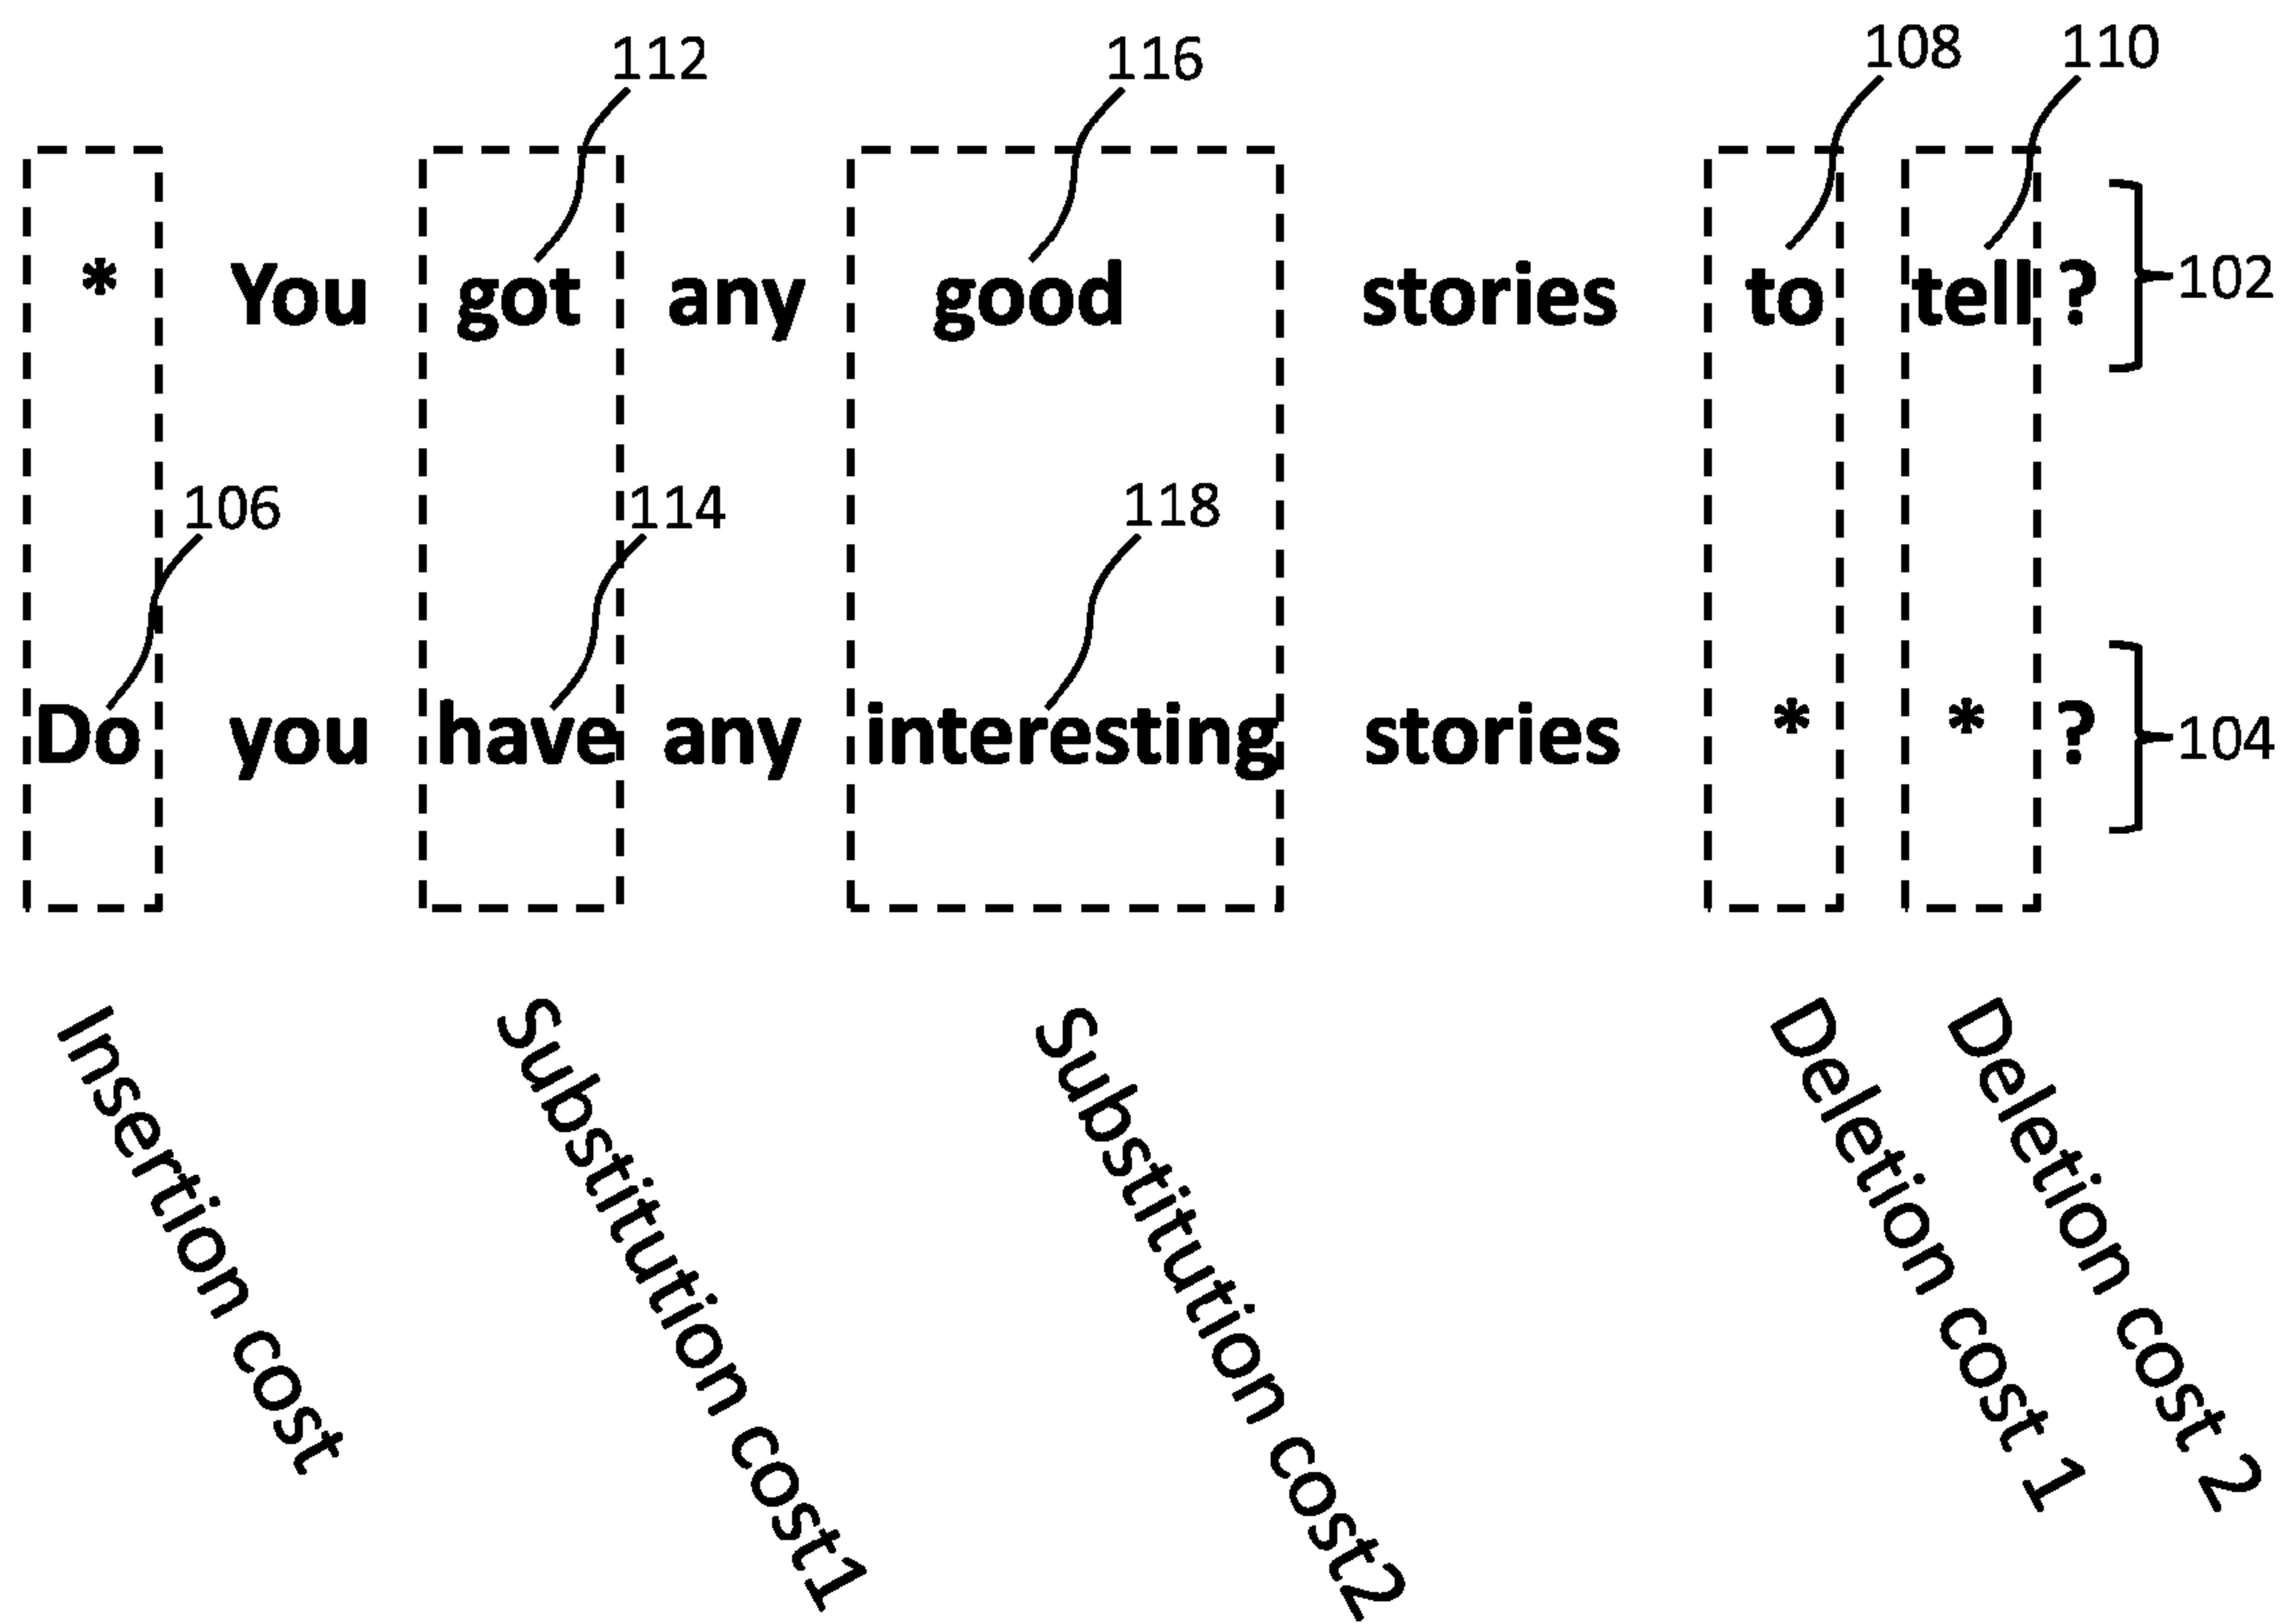 112 116 108 110
* You got any good stories to tell ? 102
106 114 118
Do you have any interesting stories * * ? 104
Insertion cost
Substitution cost1
Substitution cost2
Deletion cost 1
Deletion cost 2